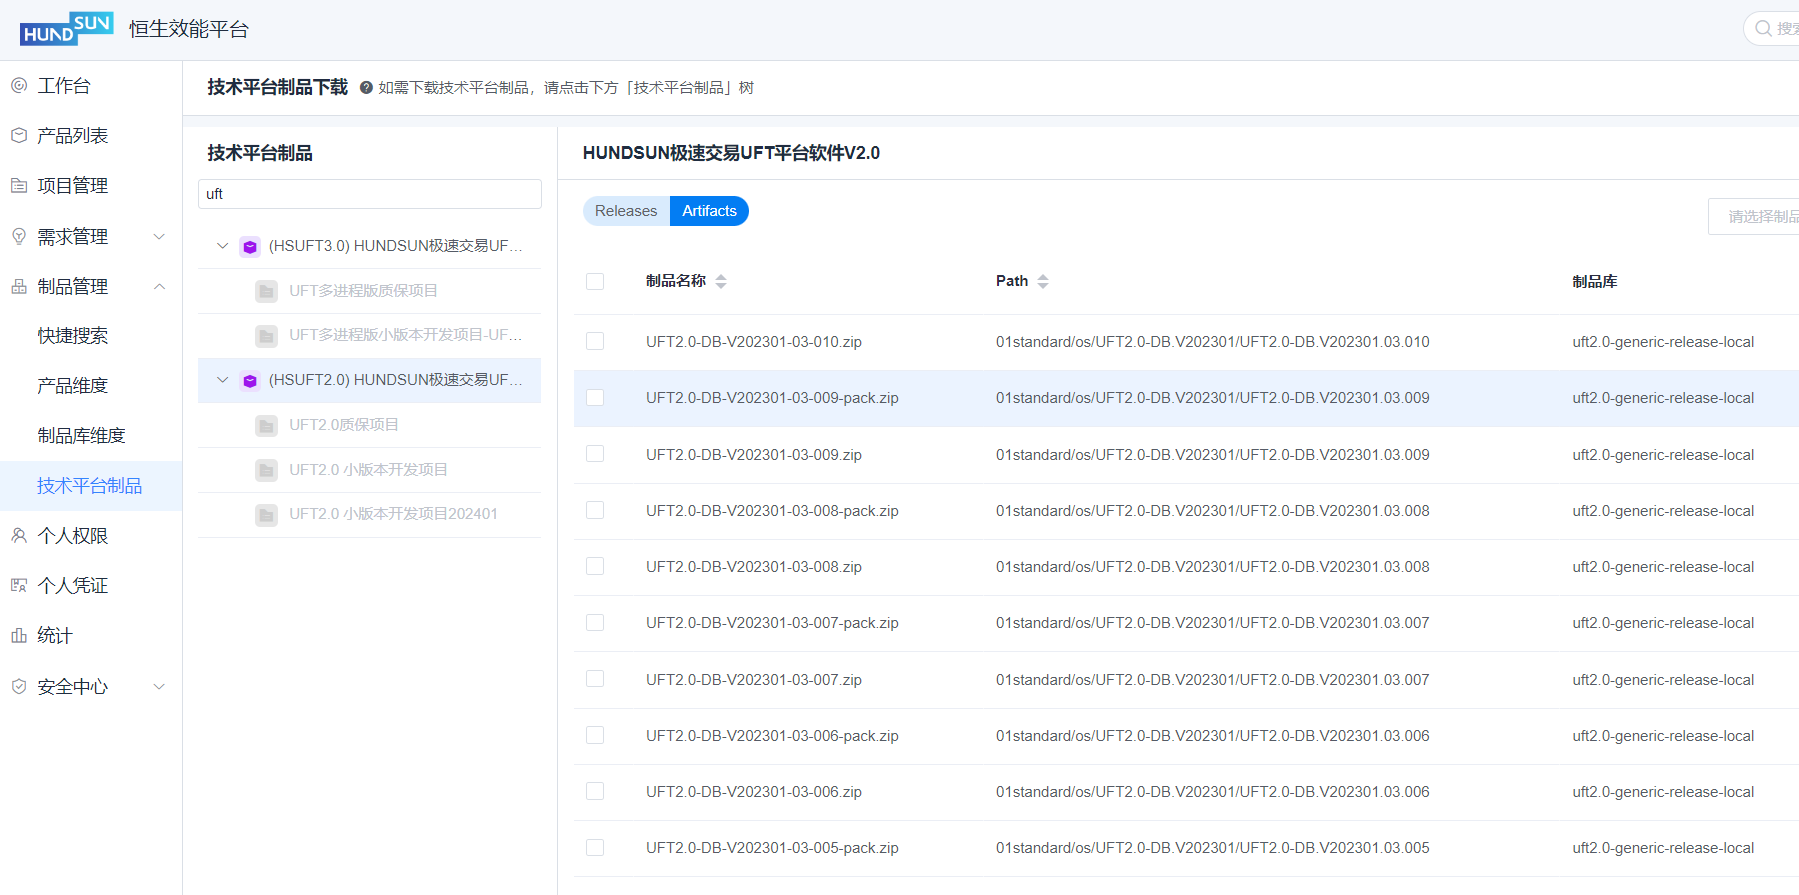 HUNDSUN 恒生效能平台
搜索
工作台
产品列表
项目管理
需求管理
制品管理
快捷搜索
产品维度
制品库维度
技术平台制品
个人权限
个人凭证
统计
安全中心
技术平台制品下载 ? 如需下载技术平台制品，请点击下方「技术平台制品」树
技术平台制品
uft
(HSUFT3.0) HUNDSUN极速交易UF...
UFT多进程版质保项目
UFT多进程版小版本开发项目-UF...
(HSUFT2.0) HUNDSUN极速交易UF...
UFT2.0质保项目
UFT2.0 小版本开发项目
UFT2.0 小版本开发项目202401
HUNDSUN极速交易UFT平台软件V2.0
Releases Artifacts
请选择制品
制品名称 Path 制品库
UFT2.0-DB-V202301-03-010.zip 01standard/os/UFT2.0-DB.V202301/UFT2.0-DB.V202301.03.010 uft2.0-generic-release-local
UFT2.0-DB-V202301-03-009-pack.zip 01standard/os/UFT2.0-DB.V202301/UFT2.0-DB.V202301.03.009 uft2.0-generic-release-local
UFT2.0-DB-V202301-03-009.zip 01standard/os/UFT2.0-DB.V202301/UFT2.0-DB.V202301.03.009 uft2.0-generic-release-local
UFT2.0-DB-V202301-03-008-pack.zip 01standard/os/UFT2.0-DB.V202301/UFT2.0-DB.V202301.03.008 uft2.0-generic-release-local
UFT2.0-DB-V202301-03-008.zip 01standard/os/UFT2.0-DB.V202301/UFT2.0-DB.V202301.03.008 uft2.0-generic-release-local
UFT2.0-DB-V202301-03-007-pack.zip 01standard/os/UFT2.0-DB.V202301/UFT2.0-DB.V202301.03.007 uft2.0-generic-release-local
UFT2.0-DB-V202301-03-007.zip 01standard/os/UFT2.0-DB.V202301/UFT2.0-DB.V202301.03.007 uft2.0-generic-release-local
UFT2.0-DB-V202301-03-006-pack.zip 01standard/os/UFT2.0-DB.V202301/UFT2.0-DB.V202301.03.006 uft2.0-generic-release-local
UFT2.0-DB-V202301-03-006.zip 01standard/os/UFT2.0-DB.V202301/UFT2.0-DB.V202301.03.006 uft2.0-generic-release-local
UFT2.0-DB-V202301-03-005-pack.zip 01standard/os/UFT2.0-DB.V202301/UFT2.0-DB.V202301.03.005 uft2.0-generic-release-local